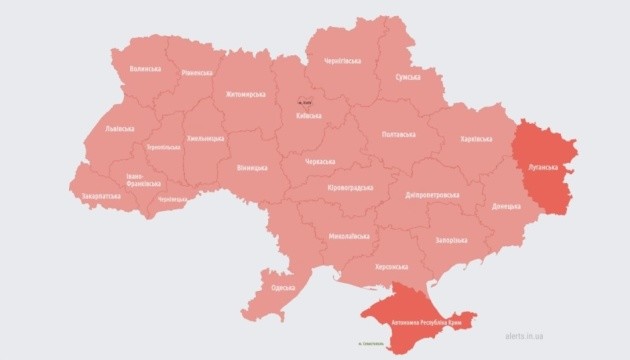 Чернігівська
Волинська
Рівненська
Сумська
Житомирська
м. Київ
Київська
Львівська
Полтавська
Харківська
Хмельницька
Тернопільська
Черкаська
Луганська
Вінницька
Івано-
Франківська
Кіровоградська
Дніпропетровська
Закарпатська
Чернівецька
Донецька
Миколаївська
Запорізька
Херсонська
Одеська
Автономна Республіка Крим
alerts.in.ua
м. Севастополь